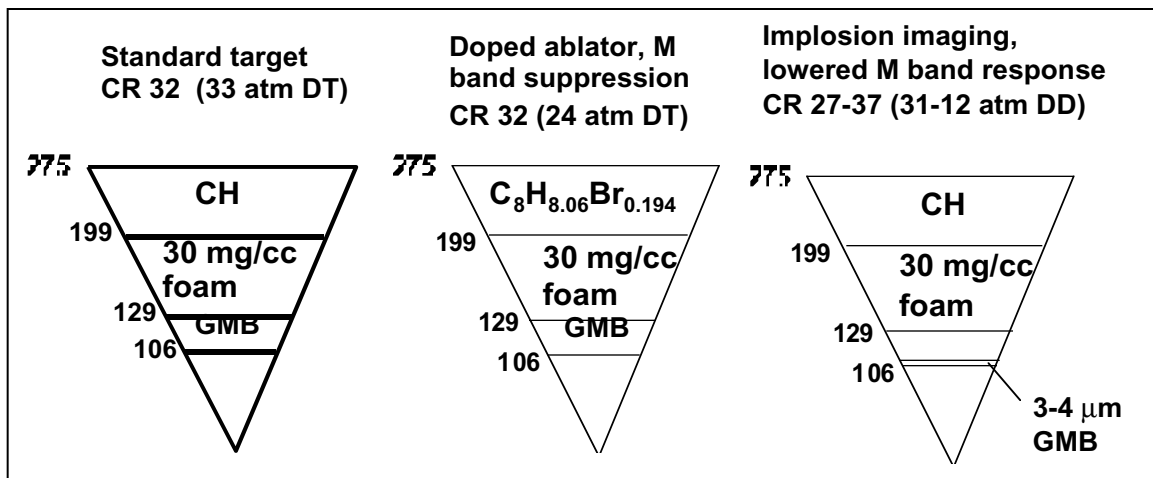 Standard target
CR 32 (33 atm DT)
CH
199
30 mg/cc
foam
129
GMB
106
Doped ablator, M
band suppression
CR 32 (24 atm DT)
C₈H₈.₀₆Br₀.₁₉₄
199
30 mg/cc
foam
129
GMB
106
Implosion imaging,
lowered M band response
CR 27-37 (31-12 atm DD)
CH
199
30 mg/cc
foam
129
106
3-4 μm
GMB